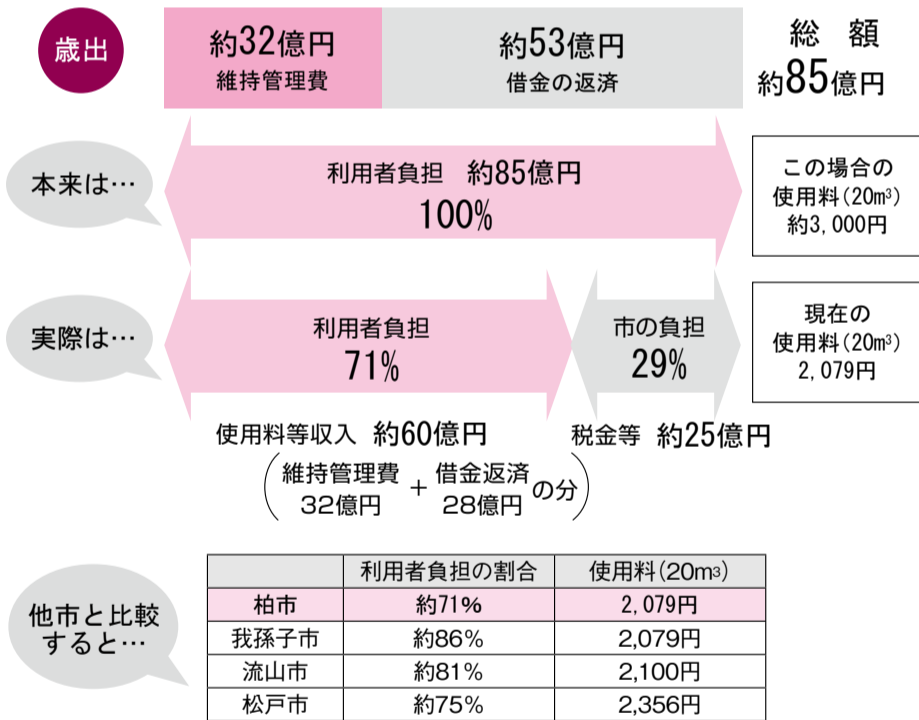 歳出
約32億円
維持管理費
約53億円
借金の返済
総 額
約85億円
本来は…
利用者負担 約85億円
100%
この場合の
使用料(20m³)
約3,000円
実際は…
利用者負担
71%
市の負担
29%
現在の
使用料(20m³)
2,079円
使用料等収入 約60億円
税金等 約25億円
(維持管理費 + 借金返済 の分)
32億円 28億円
他市と比較
すると…
利用者負担の割合 使用料(20m³)
柏市 約71% 2,079円
我孫子市 約86% 2,079円
流山市 約81% 2,100円
松戸市 約75% 2,356円